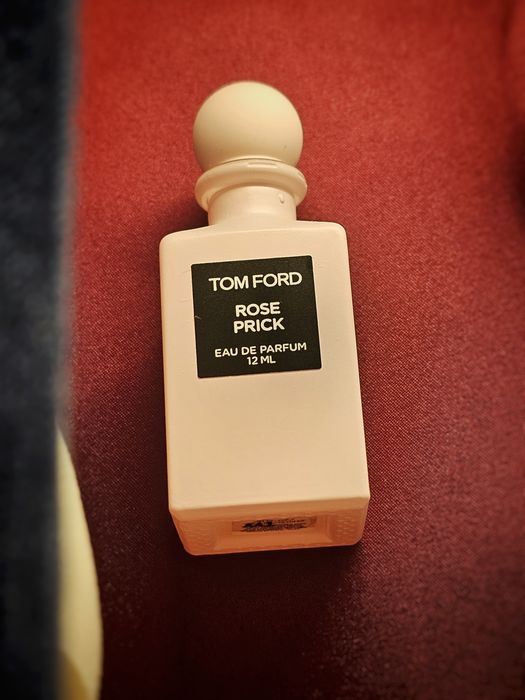 TOM FORD
ROSE
PRICK
EAU DE PARFUM
12 ML